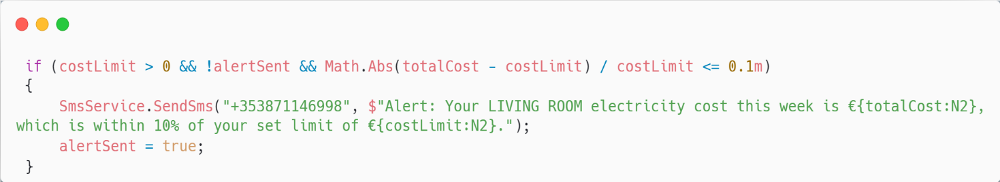 if (costLimit > 0 && !alertSent && Math.Abs(totalCost - costLimit) / costLimit <= 0.1m)
{
    SmsService.SendSms("+353871146998", $"Alert: Your LIVING ROOM electricity cost this week is €{totalCost:N2},
which is within 10% of your set limit of €{costLimit:N2}.");
    alertSent = true;
}